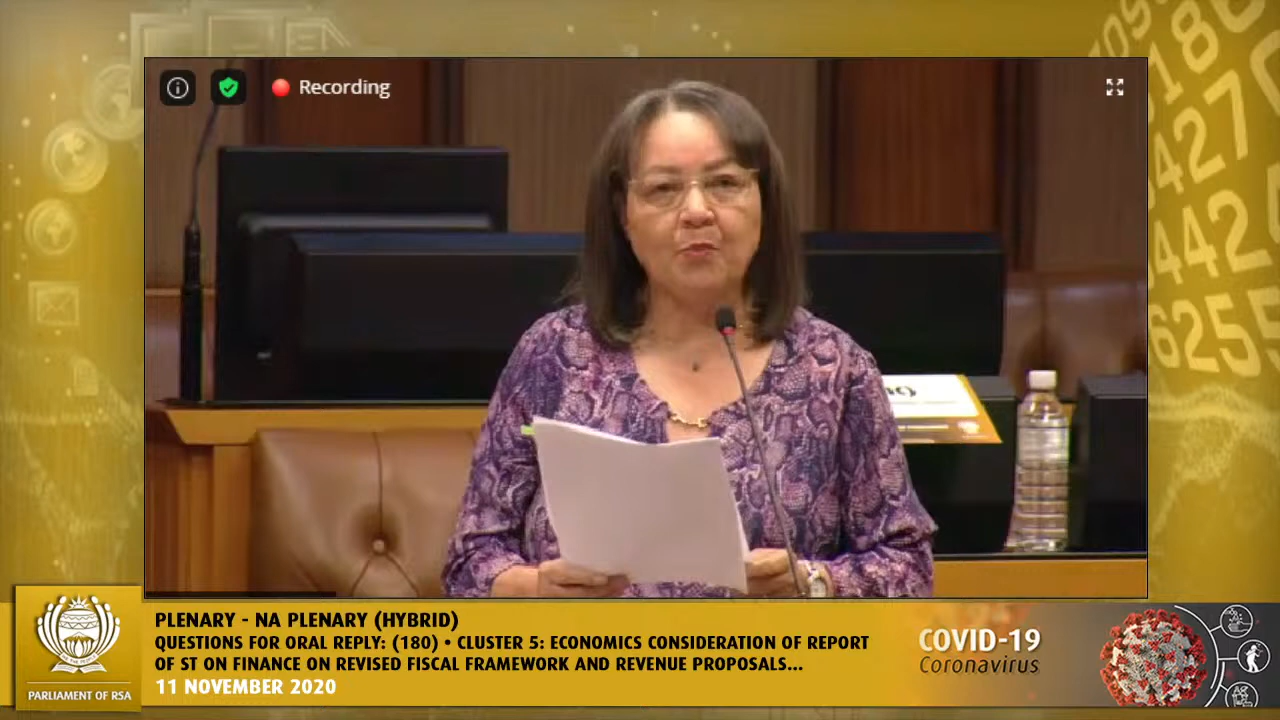 Recording
PLENARY - NA PLENARY (HYBRID)
QUESTIONS FOR ORAL REPLY: (180) • CLUSTER 5: ECONOMICS CONSIDERATION OF REPORT
OF ST ON FINANCE ON REVISED FISCAL FRAMEWORK AND REVENUE PROPOSALS...
11 NOVEMBER 2020
PARLIAMENT OF RSA
COVID-19
Coronavirus
6255